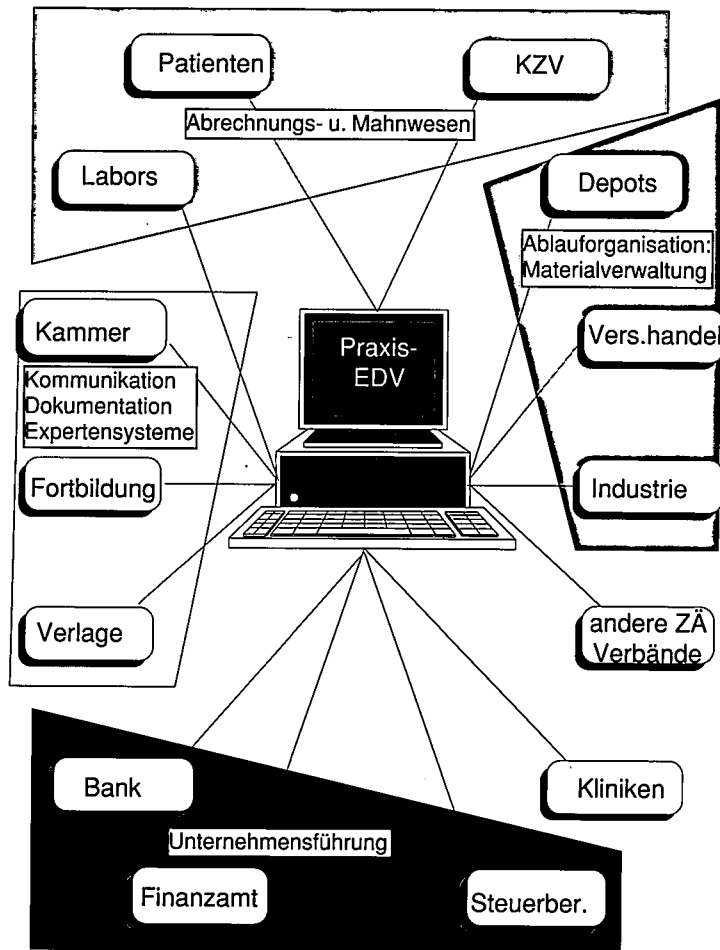 Patienten
KZV
Abrechnungs- u. Mahnwesen
Labors
Depots
Ablauforganisation:
Materialverwaltung
Kammer
Praxis-
EDV
Vers.handel
Kommunikation
Dokumentation
Expertensysteme
Fortbildung
Industrie
Verlage
andere ZÄ
Verbände
Bank
Kliniken
Unternehmensführung
Finanzamt
Steuerber.